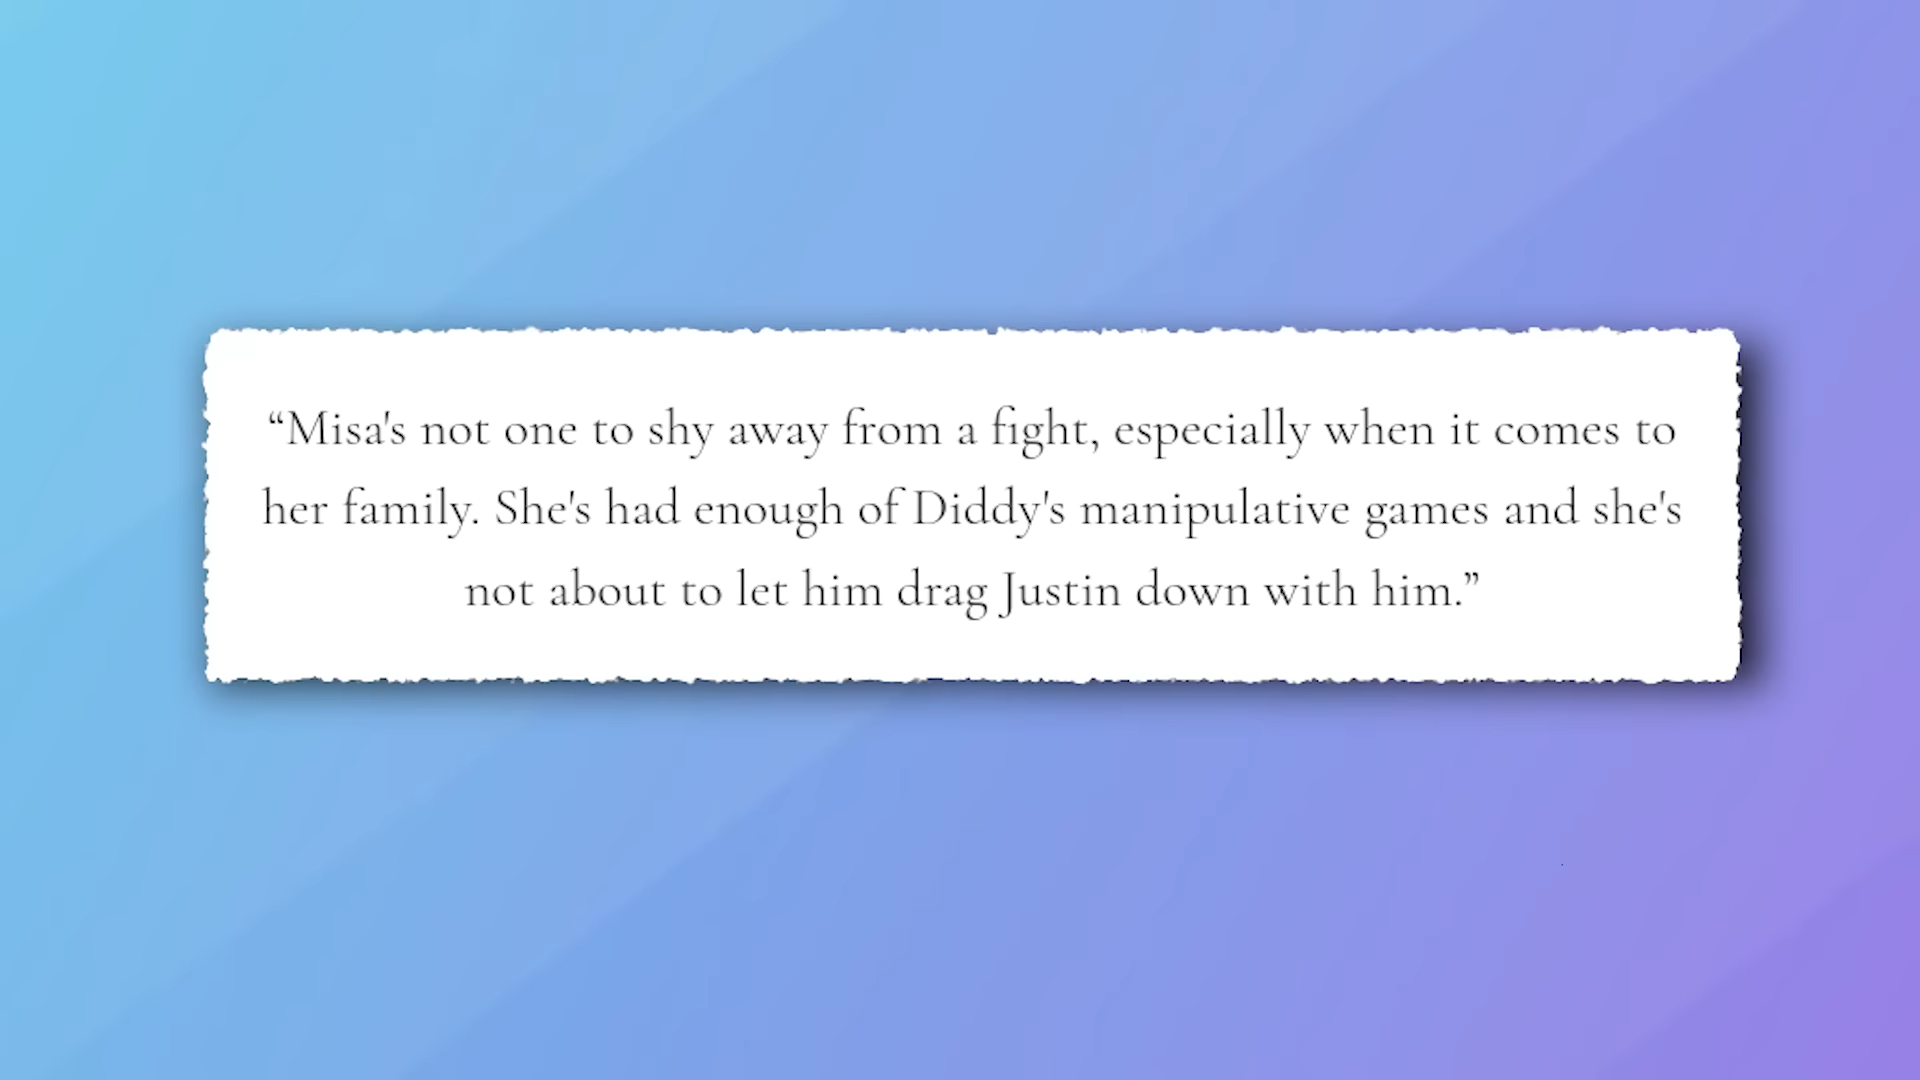 “Misa's not one to shy away from a fight, especially when it comes to
her family. She's had enough of Diddy's manipulative games and she's
not about to let him drag Justin down with him.”